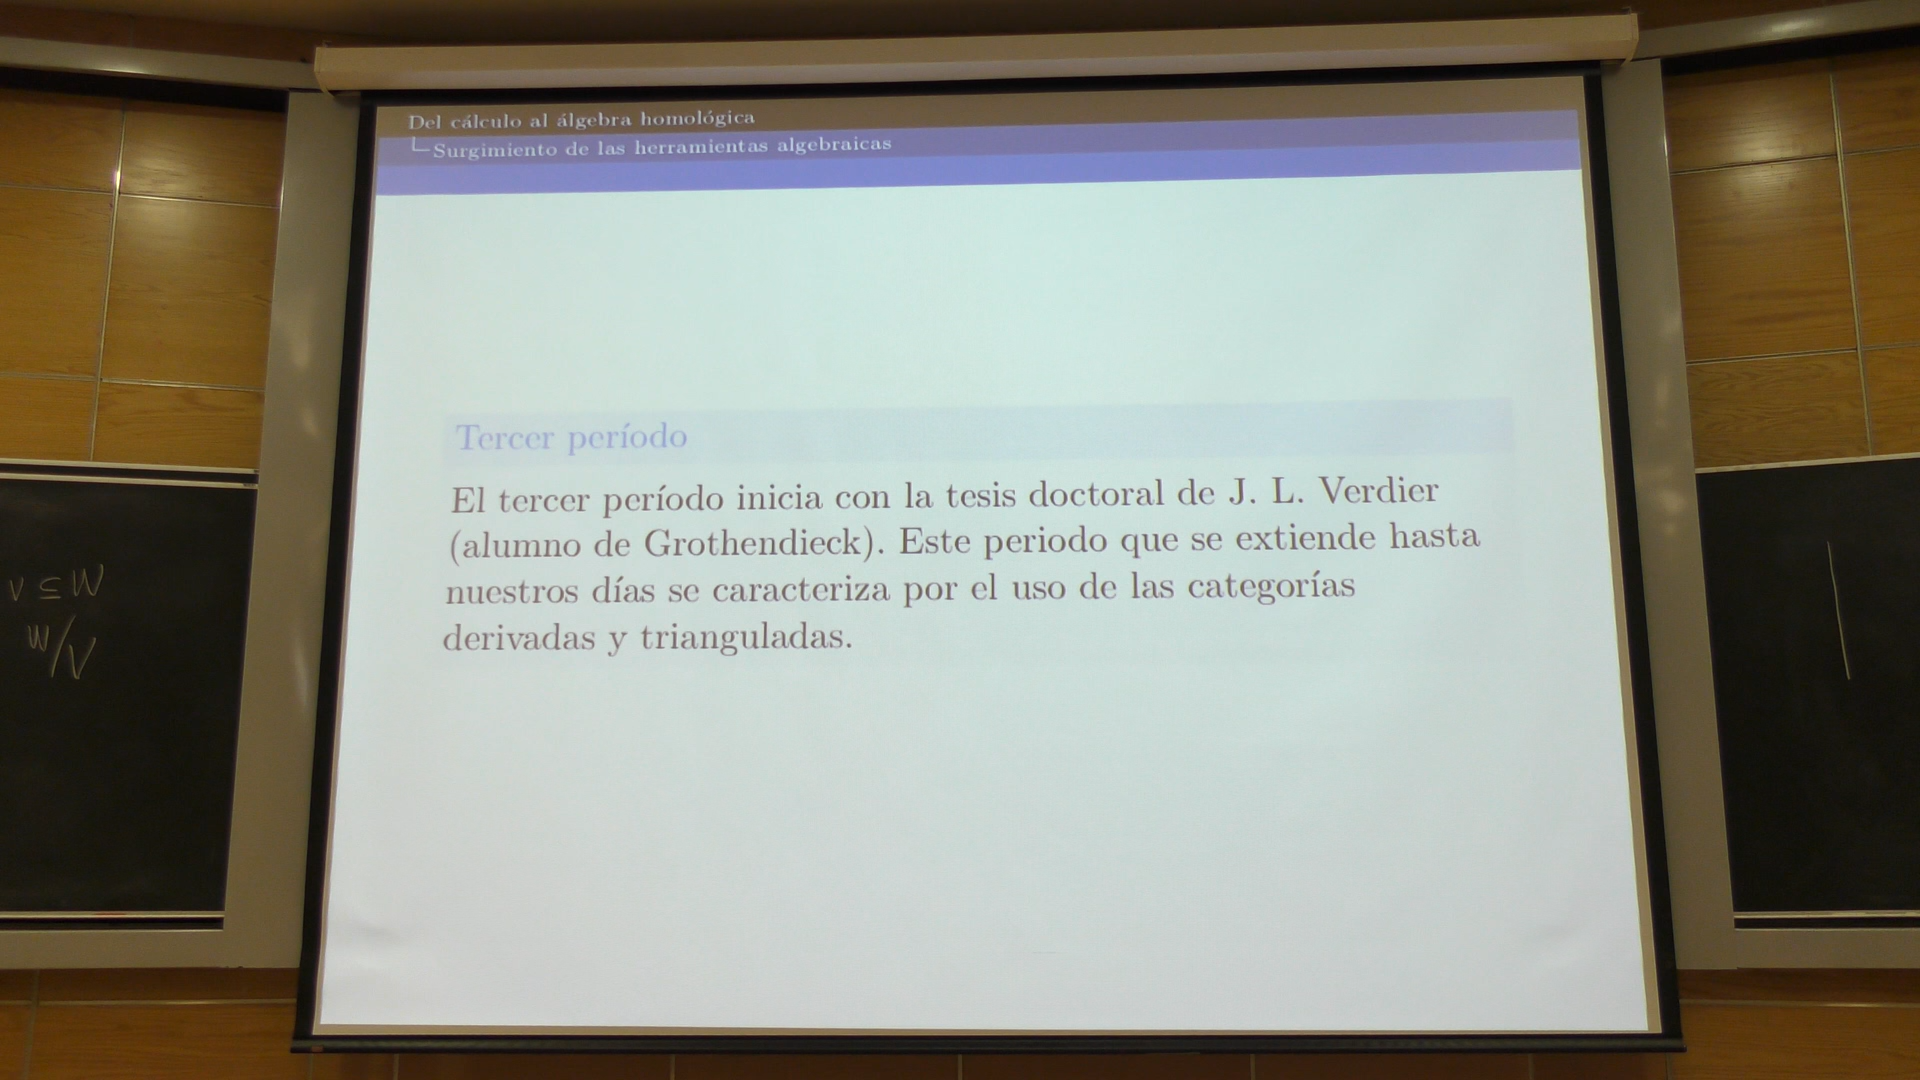 Del cálculo al álgebra homológica
Surgimiento de las herramientas algebraicas
Tercer período
El tercer período inicia con la tesis doctoral de J. L. Verdier
(alumno de Grothendieck). Este periodo que se extiende hasta
nuestros días se caracteriza por el uso de las categorías
derivadas y trianguladas.
V ⊆ W
W/V